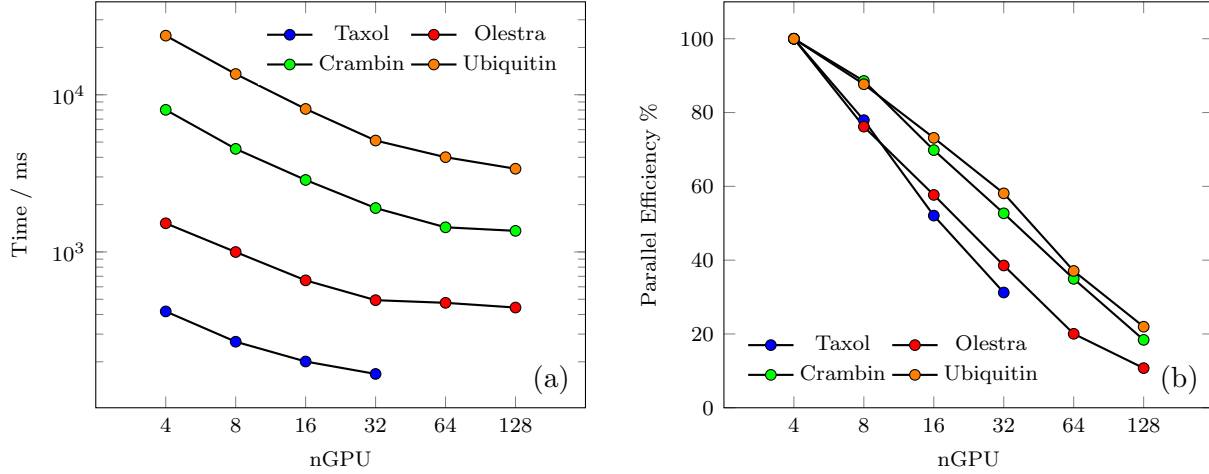 Taxol Olestra
Crambin Ubiquitin
10^4
10^3
Time / ms
4 8 16 32 64 128
nGPU
(a)
100
80
60
40
20
0
Parallel Efficiency %
Taxol Olestra
Crambin Ubiquitin
4 8 16 32 64 128
nGPU
(b)